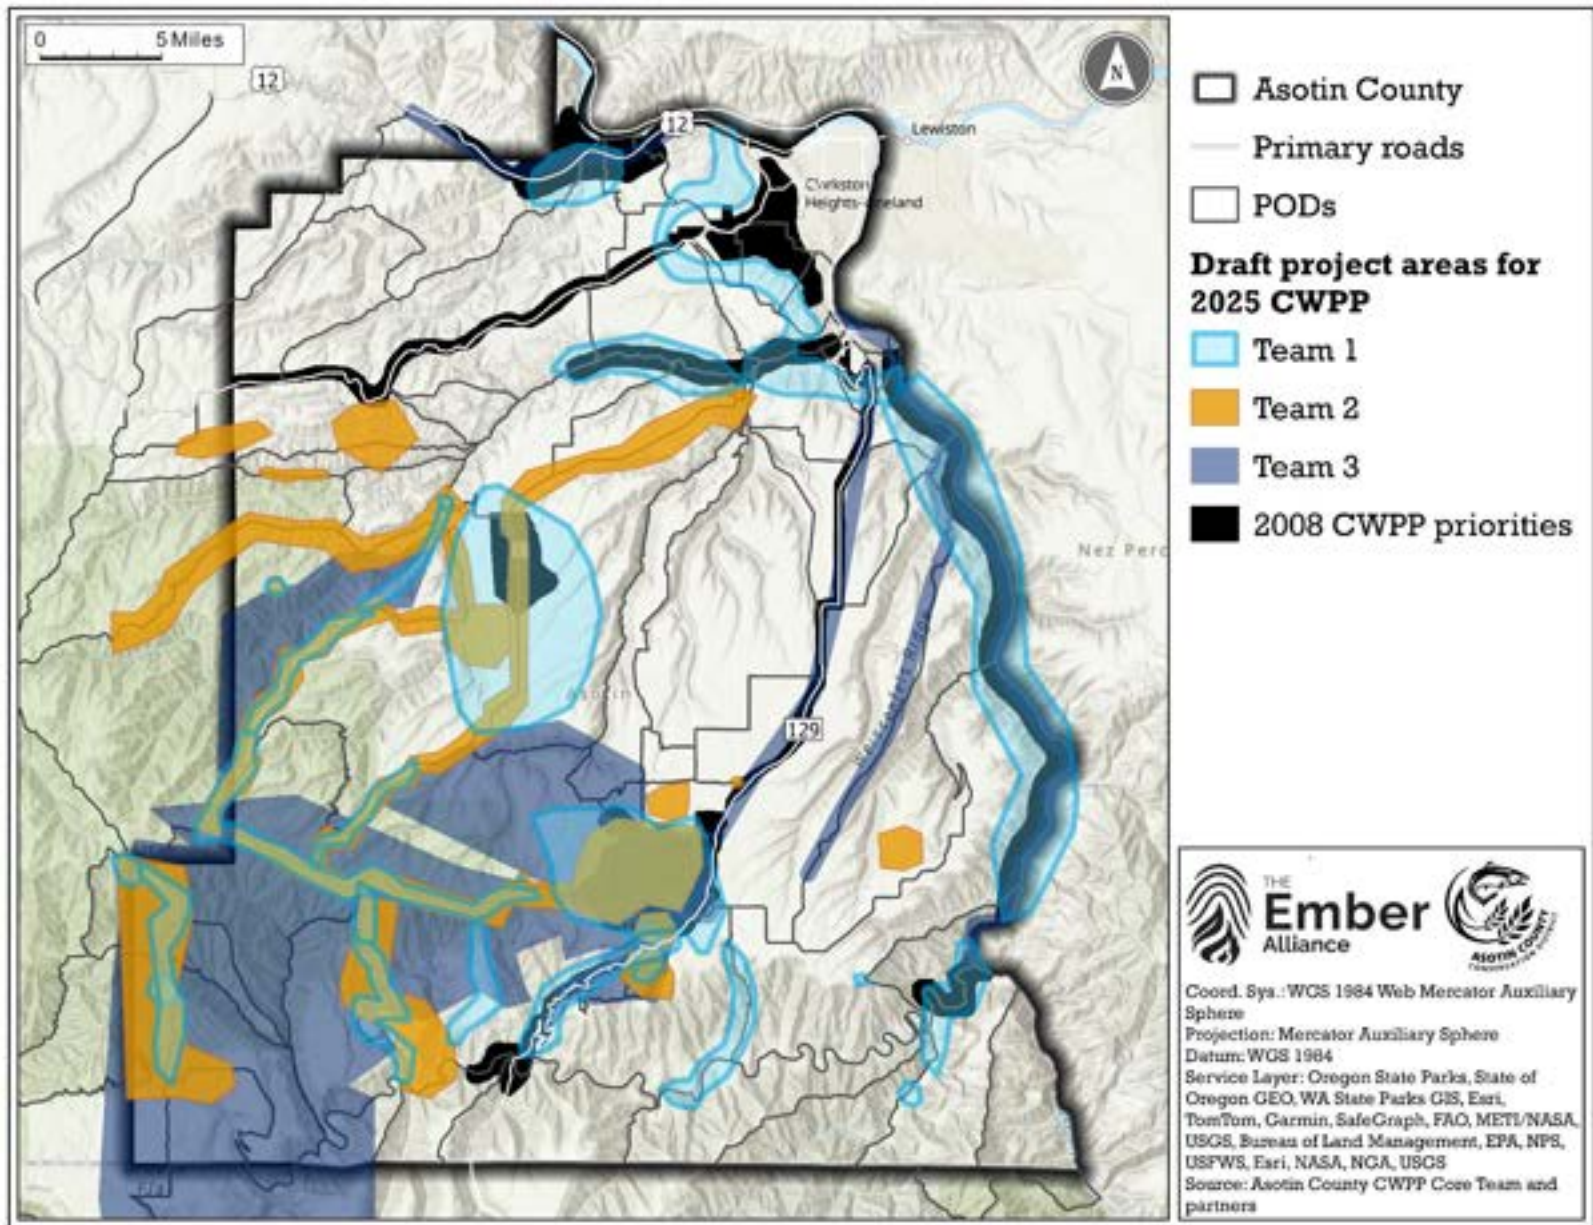 0 5 Miles
12
N
12
Lewiston
Clarkston
Heights-Vineland
Nez Perc
Asotin
129
Asotin County
Primary roads
PODs
Draft project areas for
2025 CWPP
Team 1
Team 2
Team 3
2008 CWPP priorities
THE
Ember
Alliance
ASOTIN COUNTY
Coord. Sys.: WGS 1984 Web Mercator Auxiliary
Sphere
Projection: Mercator Auxiliary Sphere
Datum: WGS 1984
Service Layer: Oregon State Parks, State of
Oregon GEO, WA State Parks GIS, Esri,
TomTom, Garmin, SafeGraph, FAO, METI/NASA,
USGS, Bureau of Land Management, EPA, NPS,
USFWS, Esri, NASA, NGA, USGS
Source: Asotin County CWPP Core Team and
partners